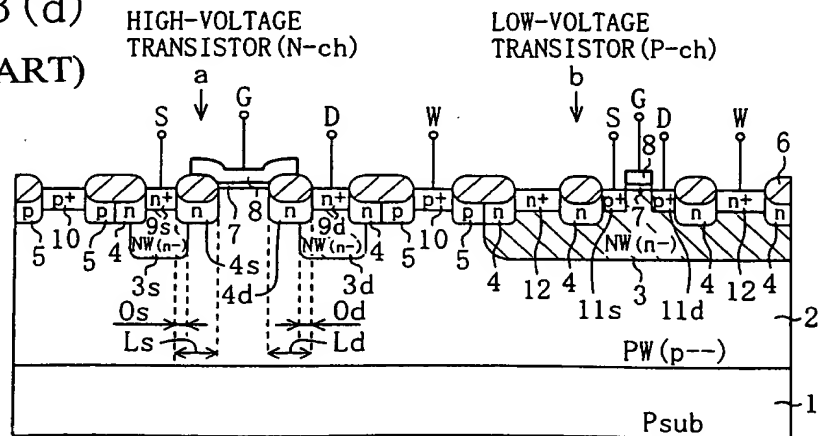 3 (d)
ART)
HIGH-VOLTAGE
TRANSISTOR(N-ch)
a
LOW-VOLTAGE
TRANSISTOR(P-ch)
b
S G D W S G D W
8 6
p p+ p n n+ n n n+ n p p+ p n n+ n p+ p+ n n+ n
5 10 5 4 9s 7 8 9d 4 5 10 5 7
NW(n-) NW(n-) NW(n-)
3s 4s 4d 3d 4 12 4 11s 3 11d 4 12 4
Os Od
Ls Ld
2
PW(p--)
1
Psub